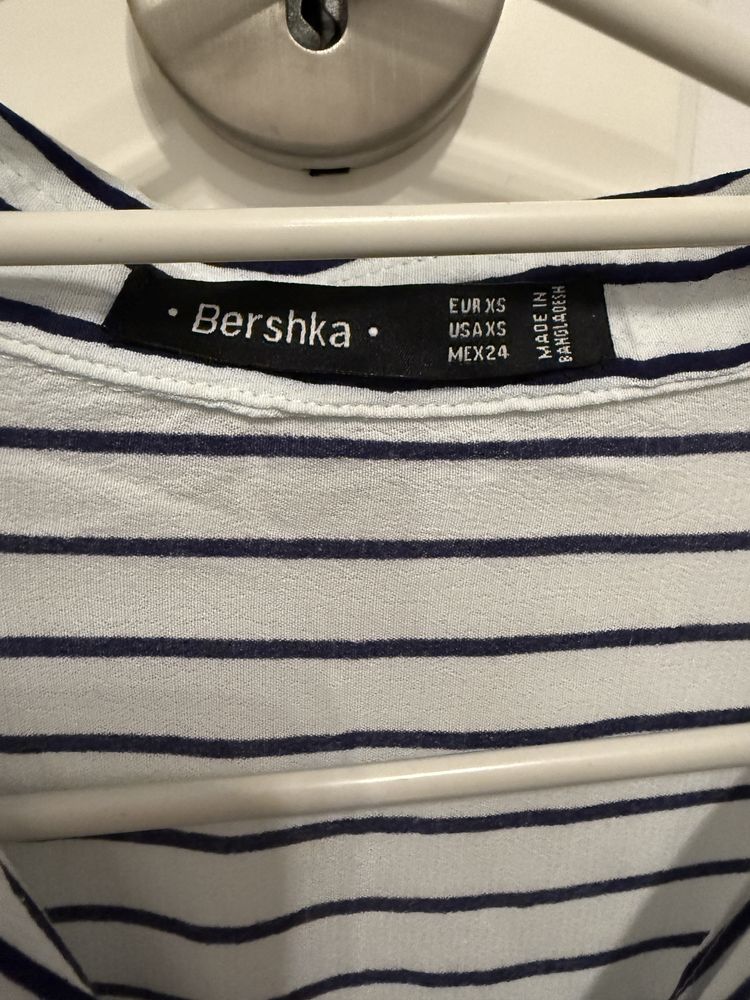 • Bershka •
EUR XS
USA XS
MEX 24
MADE IN
BANGLADESH